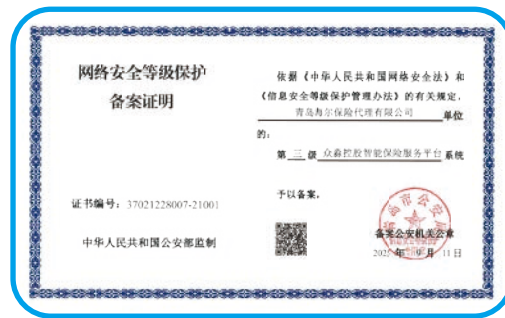 网络安全等级保护
备案证明
证书编号：37021228007-21001
中华人民共和国公安部监制
依据《中华人民共和国网络安全法》和
《信息安全等级保护管理办法》的有关规定，
青岛海尔保险代理有限公司 单位
的：
第 三 级 众淼控股智能保险服务平台 系统
予以备案。
备案公安机关公章
年 9 月 11 日